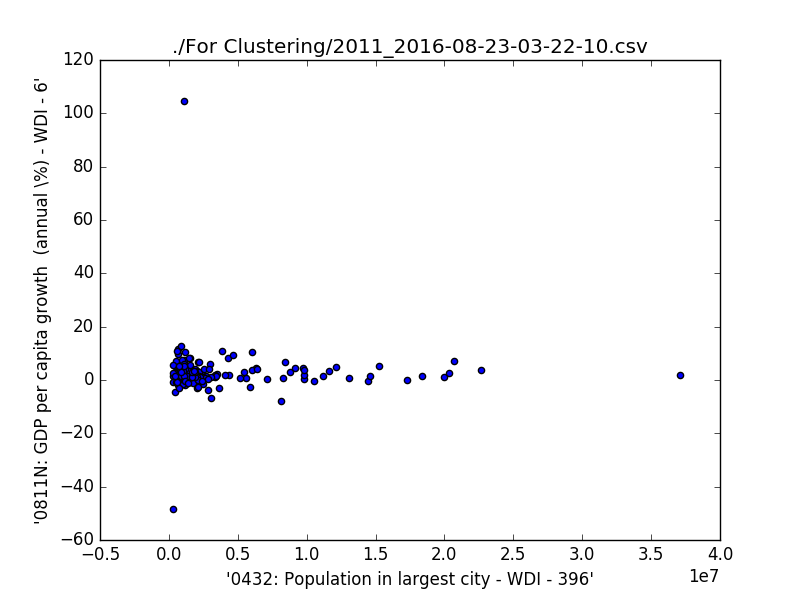 ./For Clustering/2011_2016-08-23-03-22-10.csv
120
100
80
60
40
20
0
−20
−40
−60
'0811N: GDP per capita growth  (annual \%) - WDI - 6'
−0.5 0.0 0.5 1.0 1.5 2.0 2.5 3.0 3.5 4.0
1e7
'0432: Population in largest city - WDI - 396'